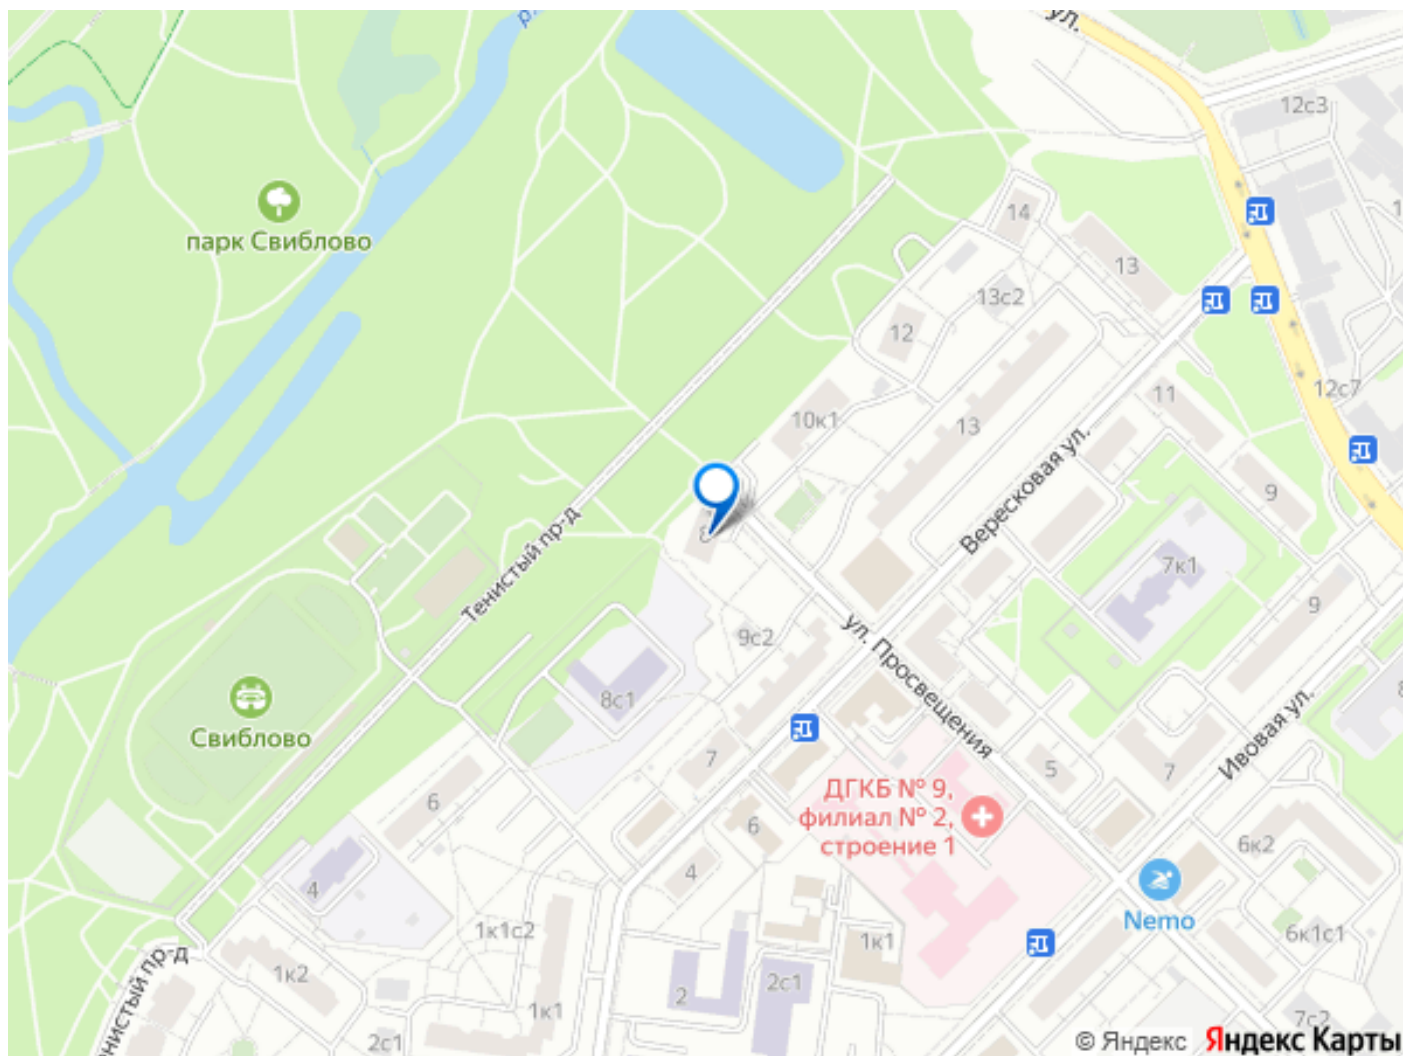 ул.
12с3
парк Свиблово
14
13
13с2
12
12с7
11
10к1
13
Вересковая ул.
9
8
Тенистый пр-д
7к1
9
9с2
ул. Просвещения
8с1
Ивовая ул.
Свиблово
7
5
7
ДГКБ № 9,
филиал № 2,
строение 1
6
6
6к2
4
4
Nemo
1к1с2
1к1
6к1с1
1к2
2
2с1
1к1
7с2
2с1
© Яндекс
Яндекс Карты